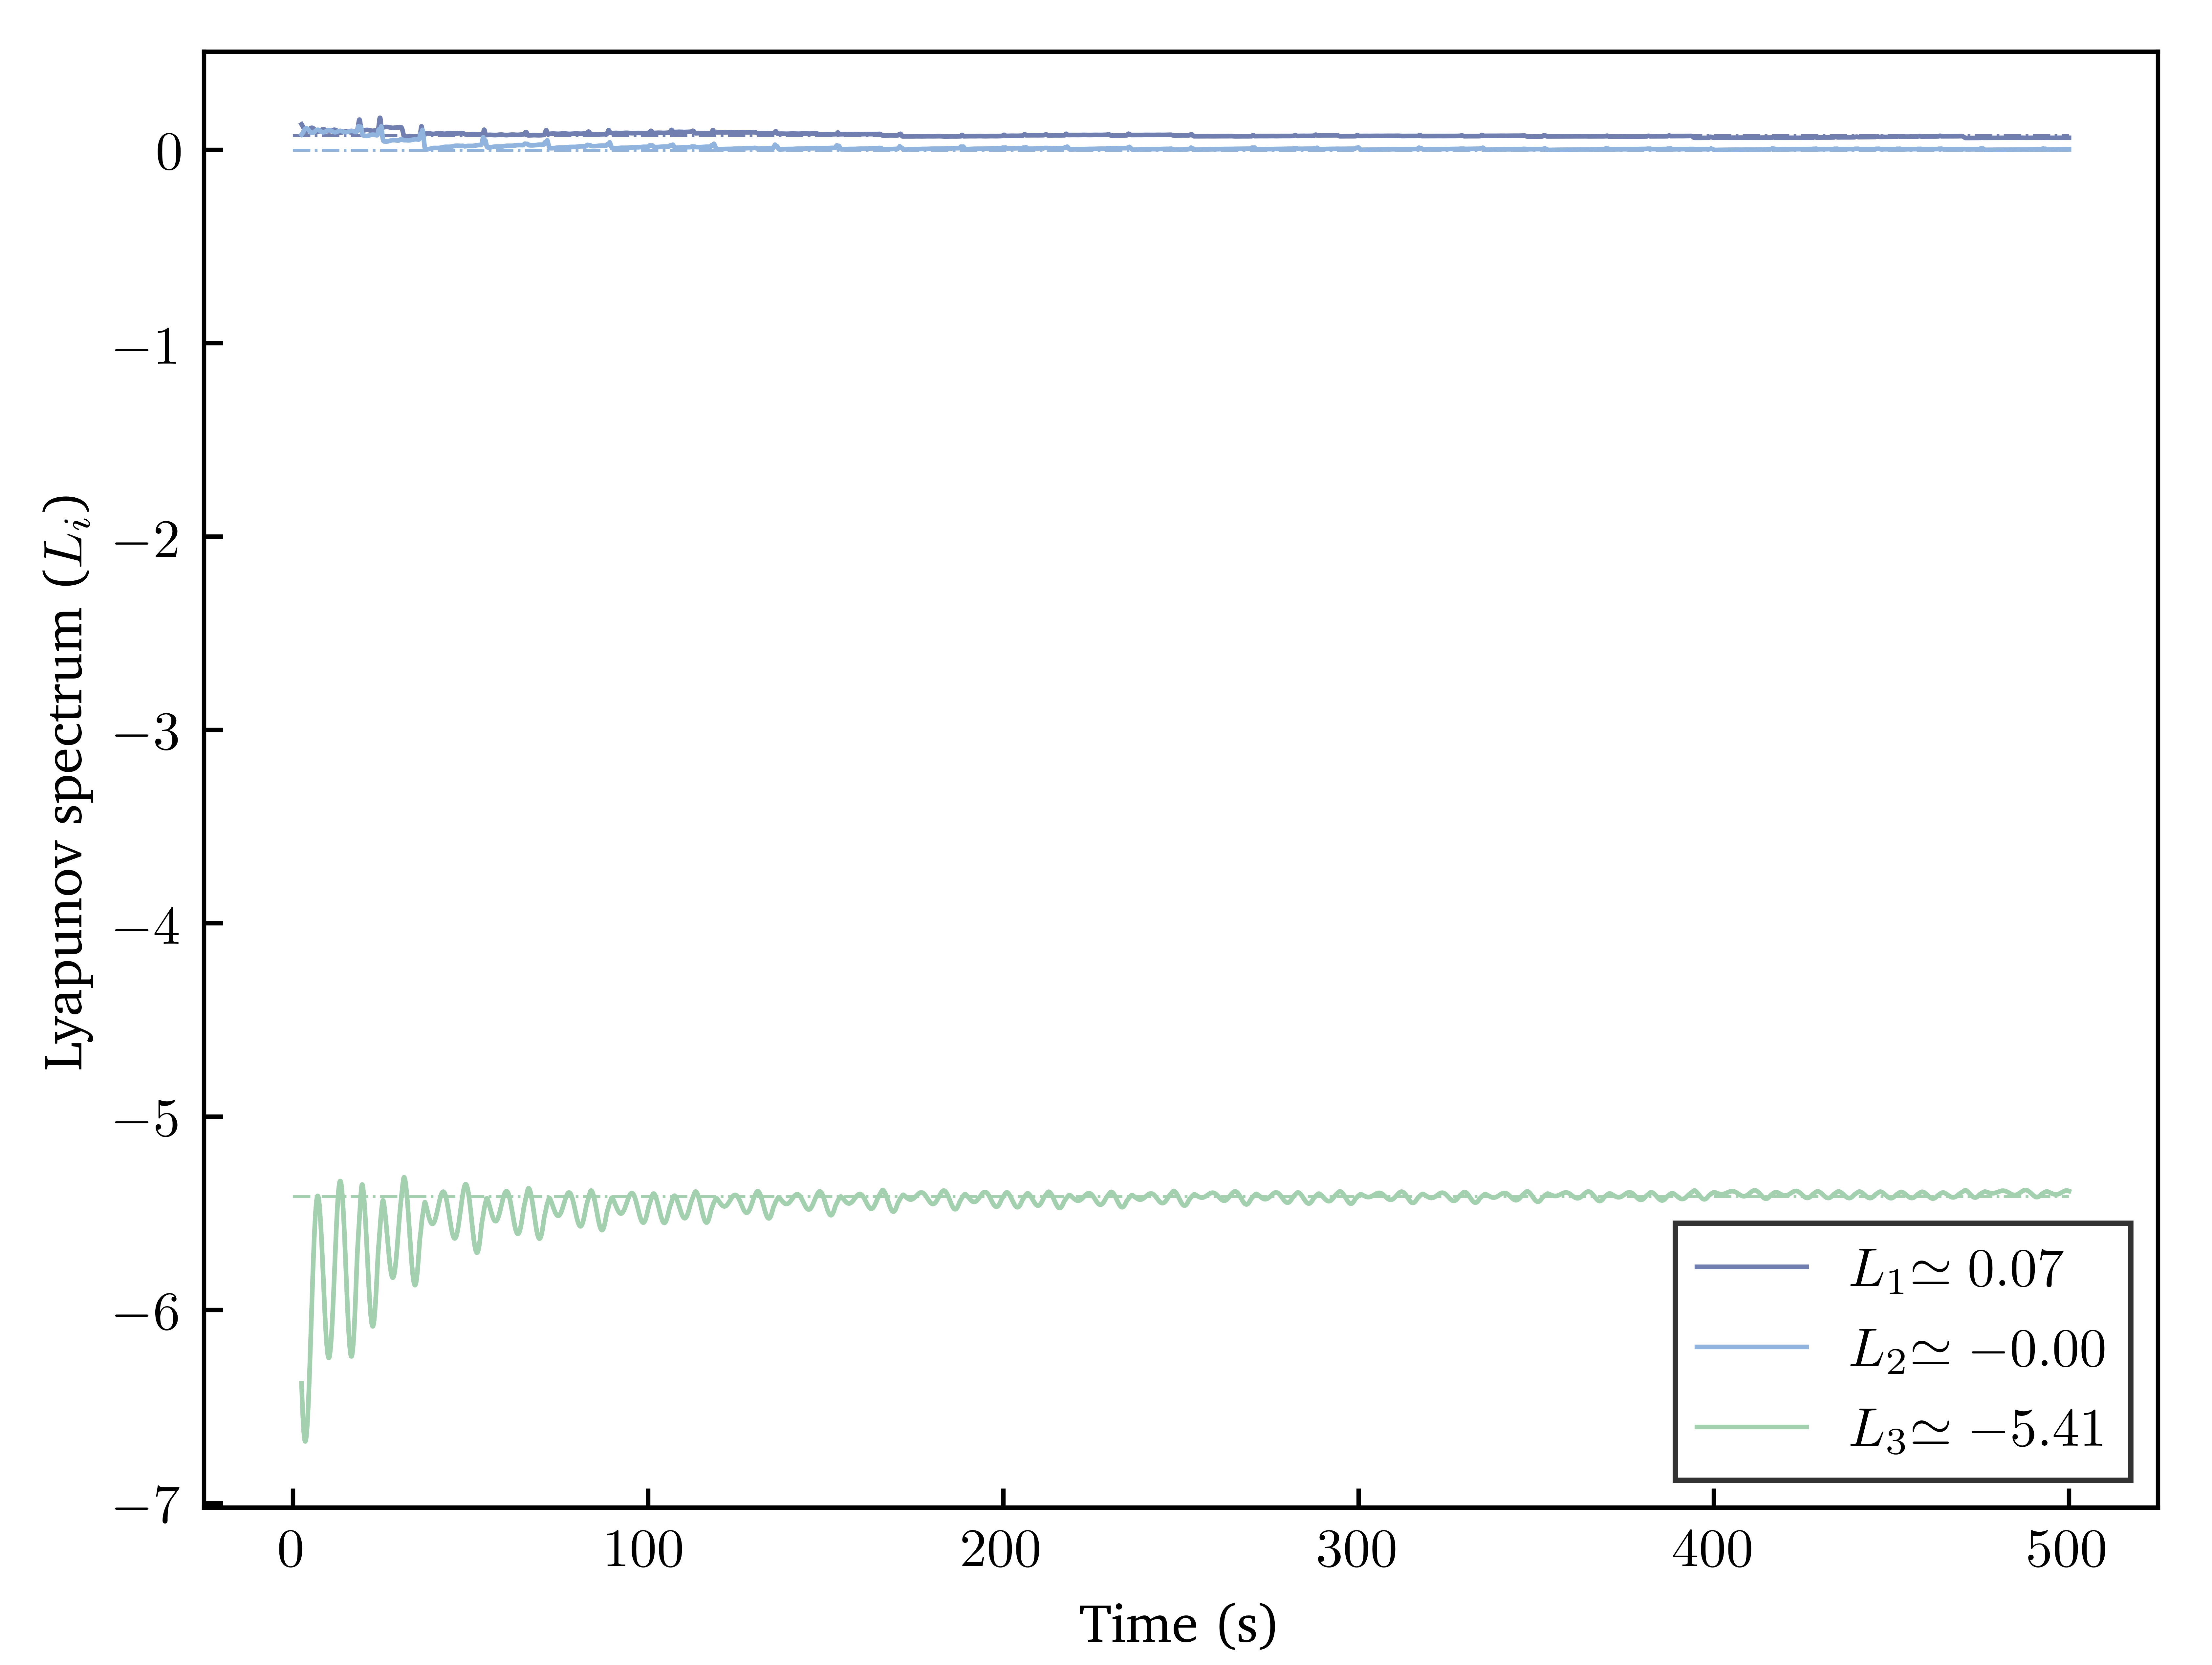 Lyapunov spectrum (L_i)
0
−1
−2
−3
−4
−5
−6
−7
0 100 200 300 400 500
Time (s)
L_1≃ 0.07
L_2≃ −0.00
L_3≃ −5.41